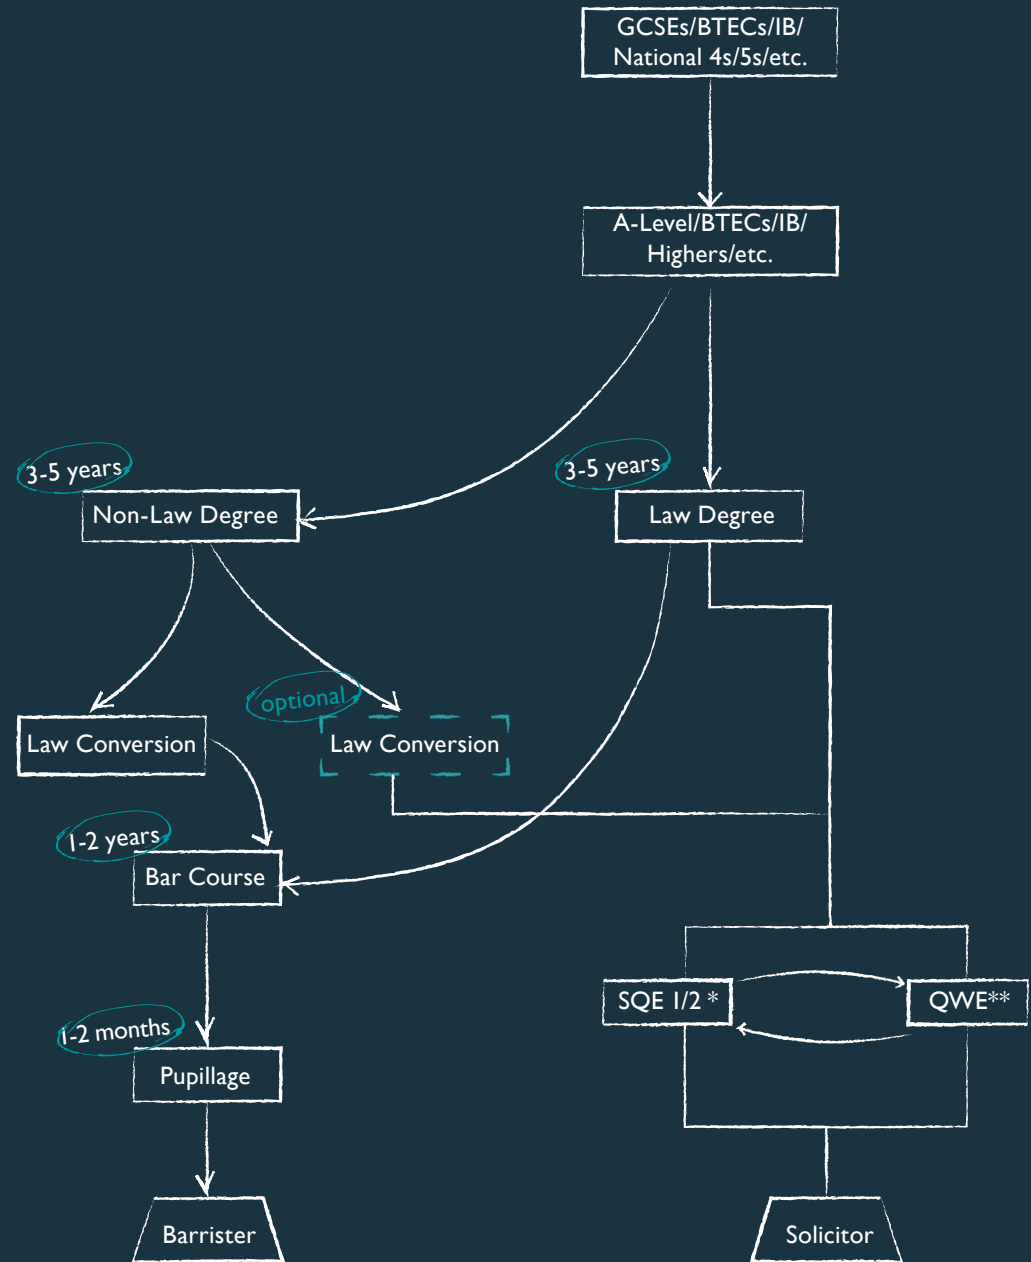 GCSEs/BTECs/IB/
National 4s/5s/etc.
A-Level/BTECs/IB/
Highers/etc.
3-5 years
Non-Law Degree
3-5 years
Law Degree
Law Conversion
optional
Law Conversion
1-2 years
Bar Course
SQE 1/2 *
QWE**
1-2 months
Pupillage
Barrister
Solicitor